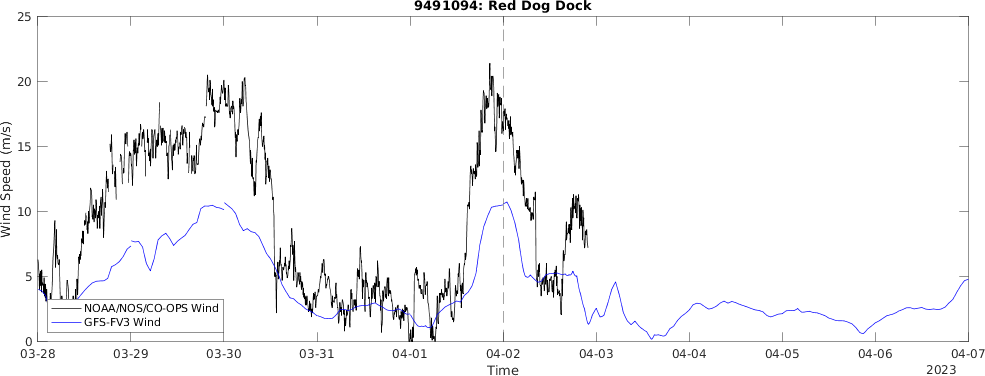 9491094: Red Dog Dock
25
20
15
10
5
0
Wind Speed (m/s)
NOAA/NOS/CO-OPS Wind
GFS-FV3 Wind
03-28 03-29 03-30 03-31 04-01 04-02 04-03 04-04 04-05 04-06 04-07
Time
2023